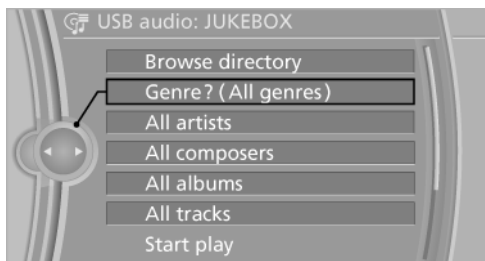 USB audio: JUKEBOX
Browse directory
Genre? (All genres)
All artists
All composers
All albums
All tracks
Start play